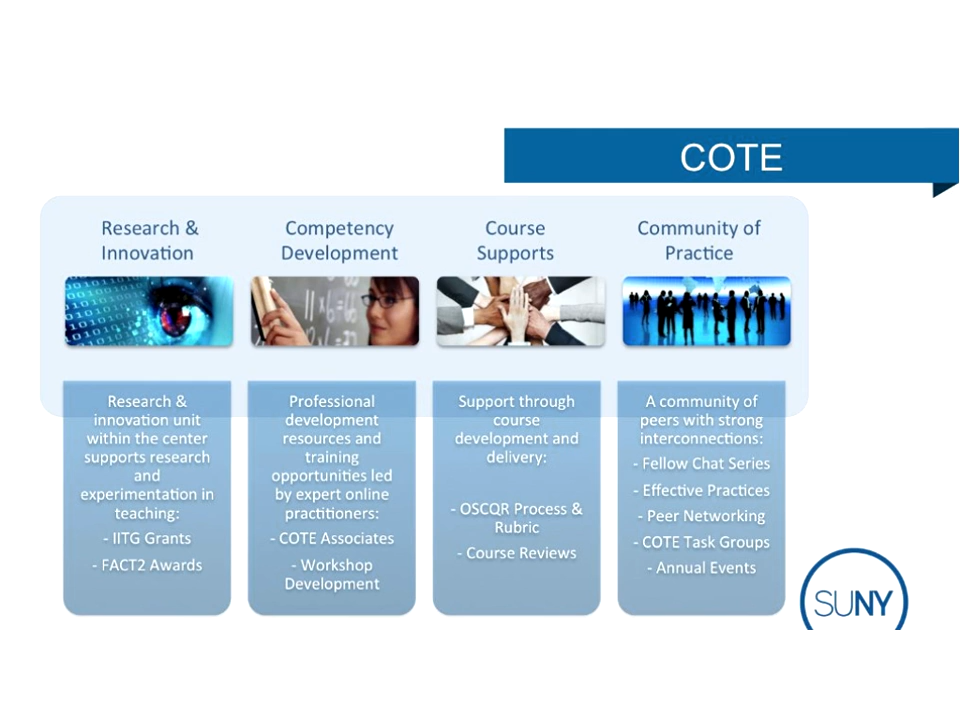 COTE
Research &
Innovation
Competency
Development
Course
Supports
Community of
Practice
Research &
innovation unit
within the center
supports research
and
experimentation in
teaching:
- IITG Grants
- FACT2 Awards
Professional
development
resources and
training
opportunities led
by expert online
practitioners:
- COTE Associates
- Workshop
Development
Support through
course
development and
delivery:
- OSCQR Process &
Rubric
- Course Reviews
A community of
peers with strong
interconnections:
- Fellow Chat Series
- Effective Practices
- Peer Networking
- COTE Task Groups
- Annual Events
SUNY